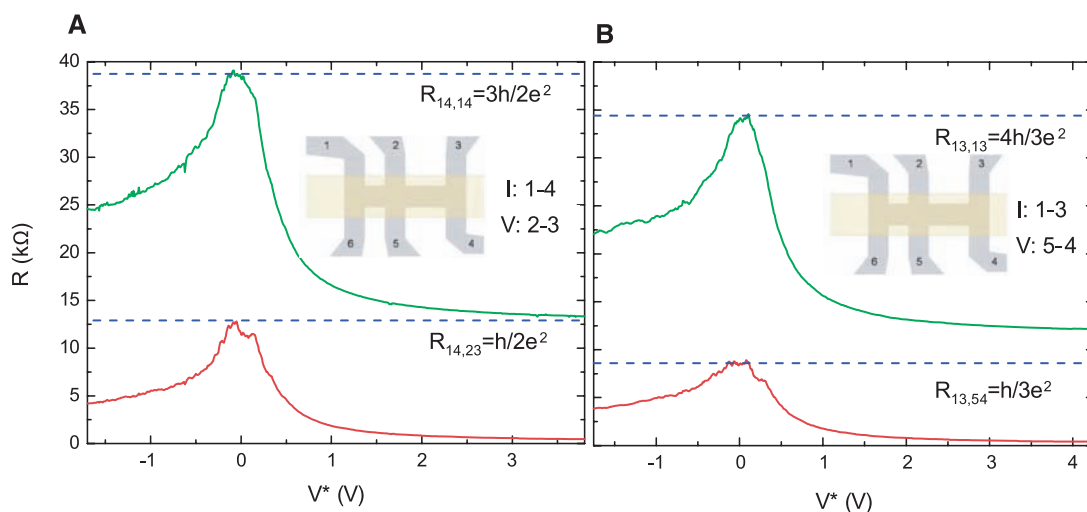 A
B
40
35
30
25
20
15
10
5
0
R (kΩ)
R14,14=3h/2e²
1
2
3
4
5
6
I: 1-4
V: 2-3
R14,23=h/2e²
-1
0
1
2
3
V* (V)
R13,13=4h/3e²
1
2
3
4
5
6
I: 1-3
V: 5-4
R13,54=h/3e²
-1
0
1
2
3
4
V* (V)